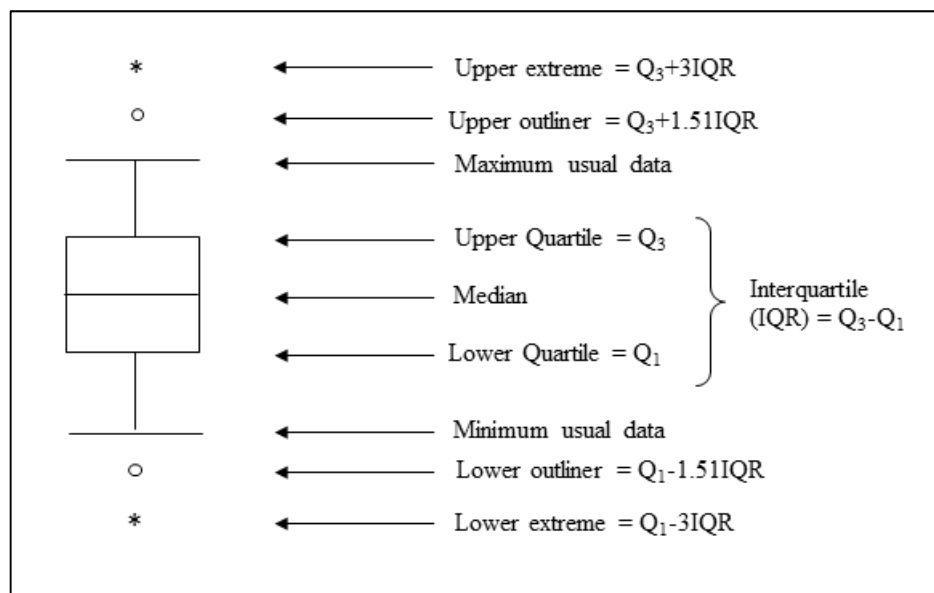 *
Upper extreme = Q₃+3IQR
Upper outliner = Q₃+1.51IQR
Maximum usual data
Upper Quartile = Q₃
Median
Interquartile
(IQR) = Q₃-Q₁
Lower Quartile = Q₁
Minimum usual data
Lower outliner = Q₁-1.51IQR
*
Lower extreme = Q₁-3IQR